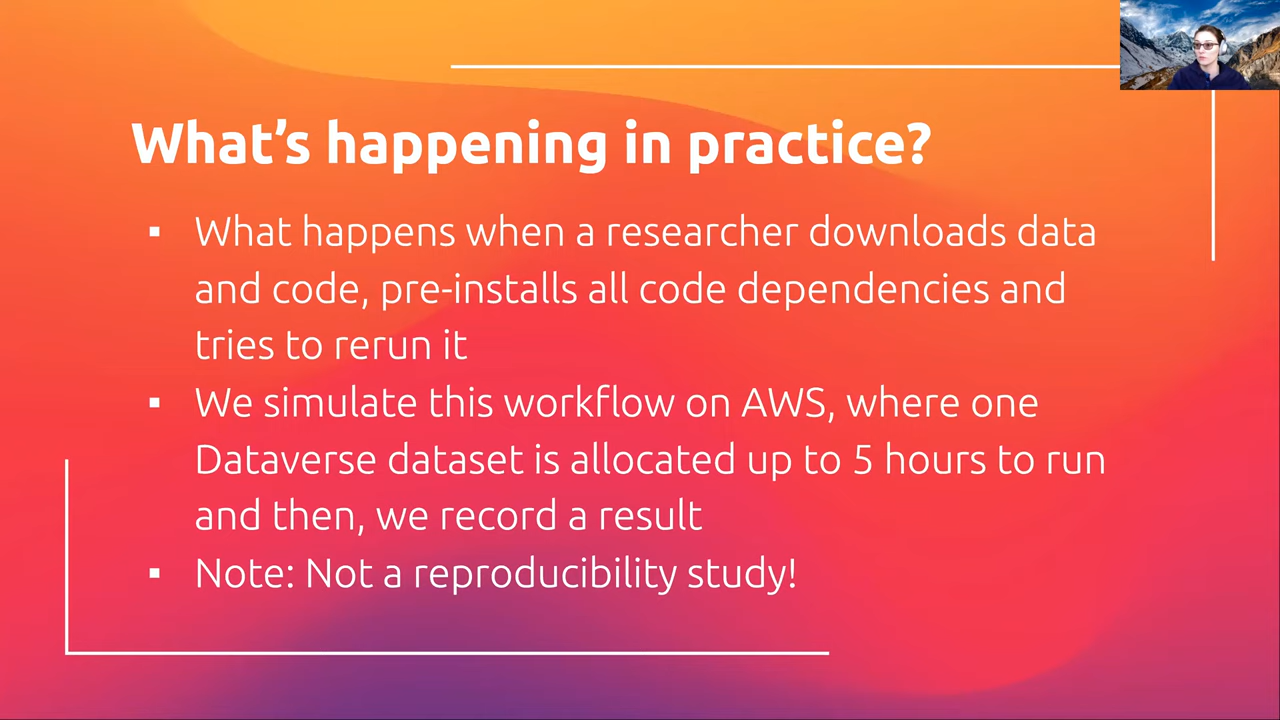 What's happening in practice?
▪ What happens when a researcher downloads data
and code, pre-installs all code dependencies and
tries to rerun it
▪ We simulate this workflow on AWS, where one
Dataverse dataset is allocated up to 5 hours to run
and then, we record a result
▪ Note: Not a reproducibility study!